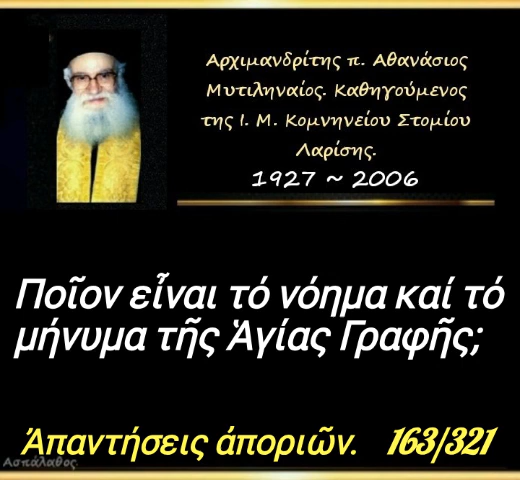 Αρχιμανδρίτης π. Αθανάσιος
Μυτιληναίος. Καθηγούμενος
της Ι. Μ. Κομνηνείου Στομίου
Λαρίσης.
1927 ~ 2006
Ποῖον εἶναι τό νόημα καί τό
μήνυμα τῆς Ἁγίας Γραφῆς;
Ἀπαντήσεις ἀποριῶν. 163/321
Ασπάλαθος.